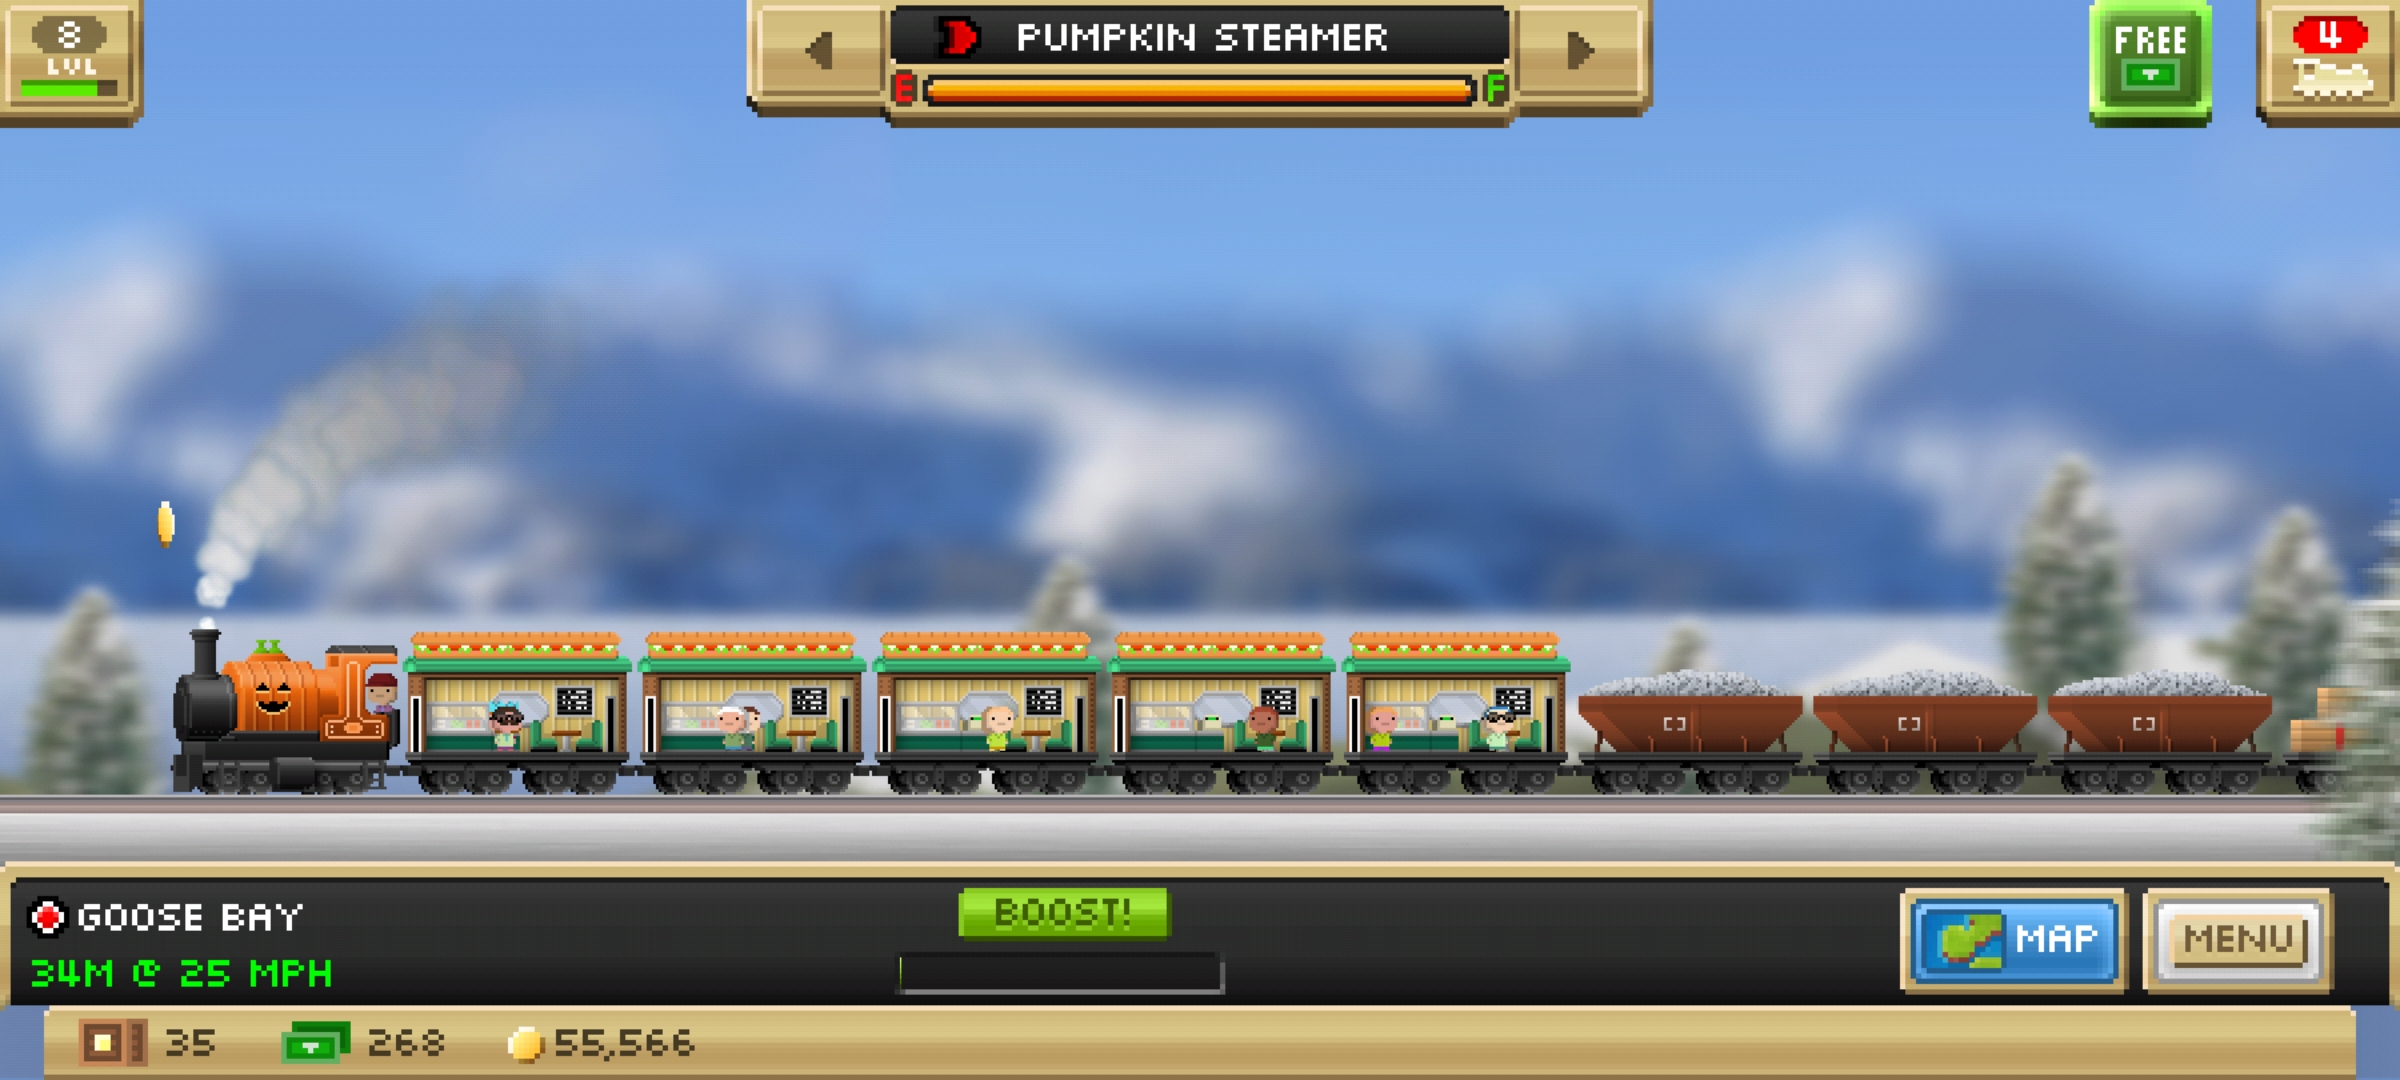 8
LVL
PUMPKIN STEAMER
E F
FREE
4
GOOSE BAY
34M @ 25 MPH
BOOST!
MAP
MENU
35 268 55,566